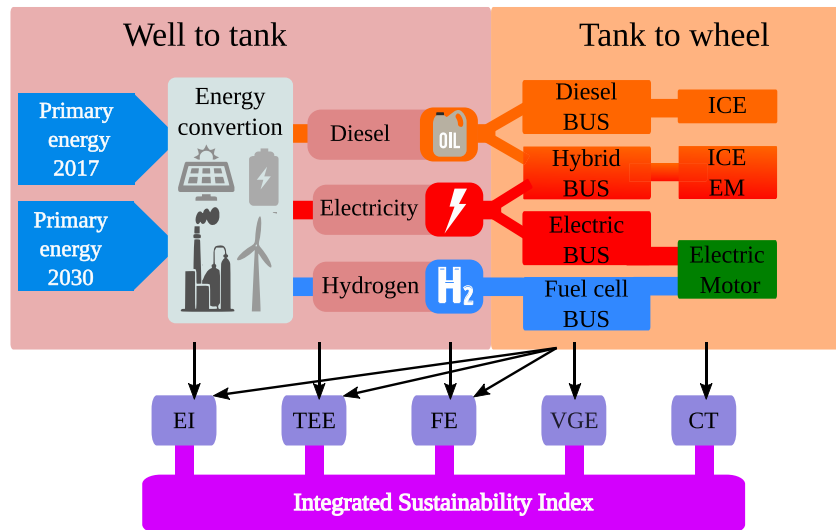 Well to tank
Tank to wheel
Primary
energy
2017
Primary
energy
2030
Energy
convertion
Diesel
OIL
Electricity
Hydrogen
H2
Diesel
BUS
Hybrid
BUS
Electric
BUS
Fuel cell
BUS
ICE
ICE
EM
Electric
Motor
EI
TEE
FE
VGE
CT
Integrated Sustainability Index